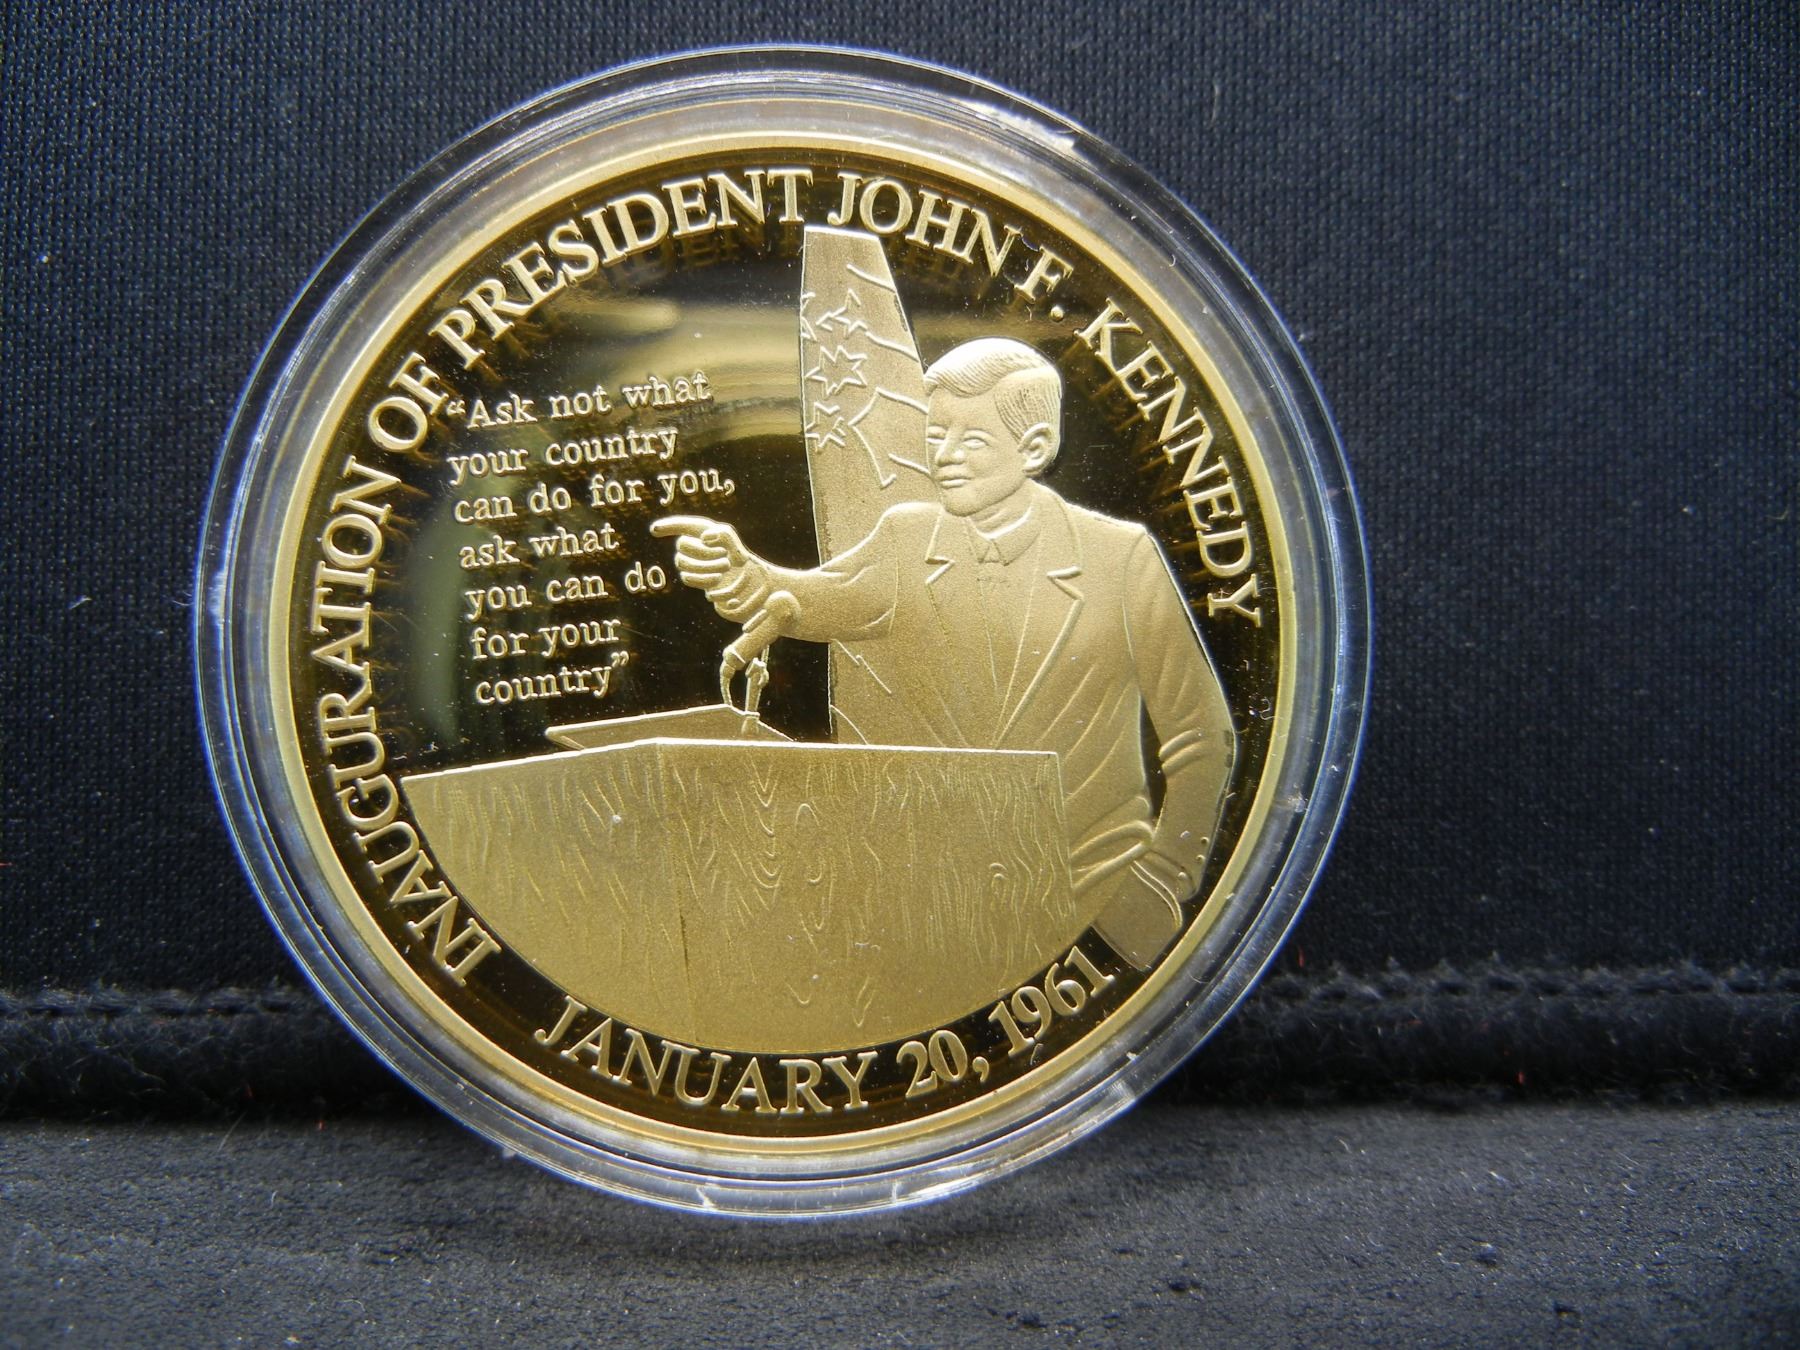 INAUGURATION OF PRESIDENT JOHN F. KENNEDY
“Ask not what
your country
can do for you,
ask what
you can do
for your
country”
JANUARY 20, 1961